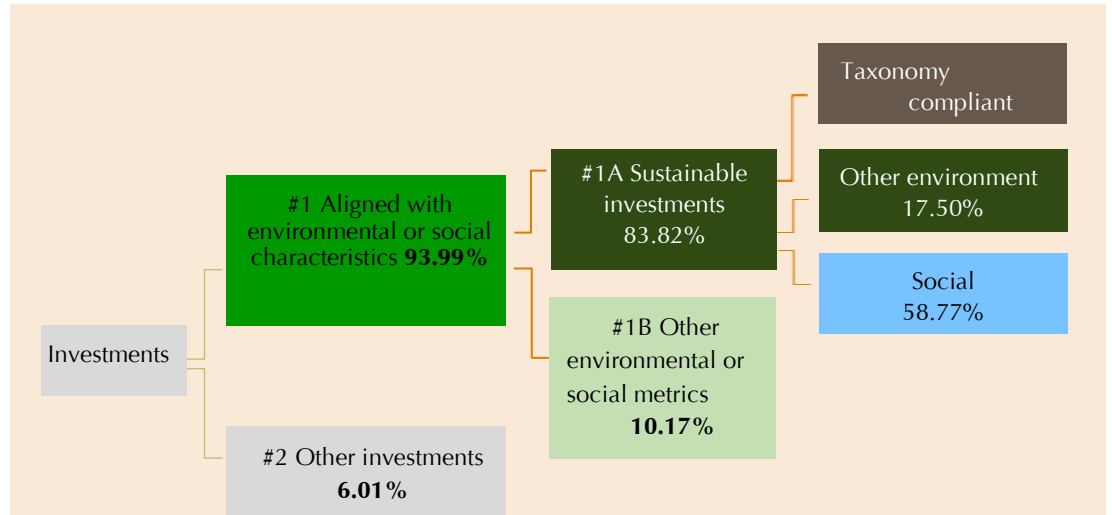 Investments
#1 Aligned with
environmental or social
characteristics 93.99%
#2 Other investments
6.01%
#1A Sustainable
investments
83.82%
#1B Other
environmental or
social metrics
10.17%
Taxonomy
compliant
Other environment
17.50%
Social
58.77%